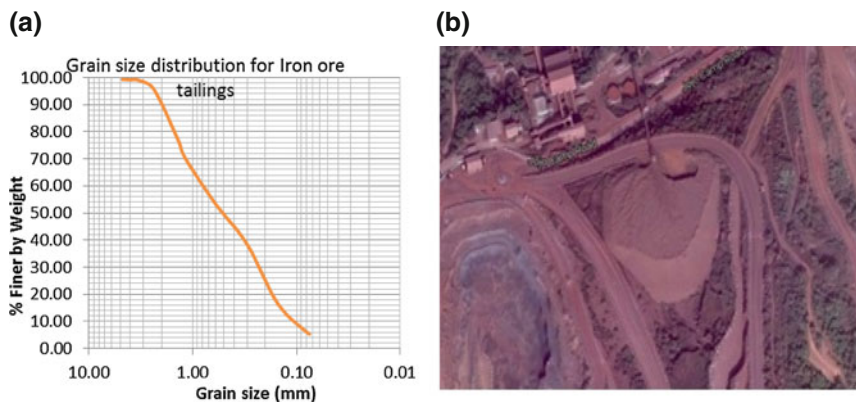 (a)
Grain size distribution for Iron ore
tailings
% Finer by Weight
100.00
90.00
80.00
70.00
60.00
50.00
40.00
30.00
20.00
10.00
0.00
10.00 1.00 0.10 0.01
Grain size (mm)
(b)